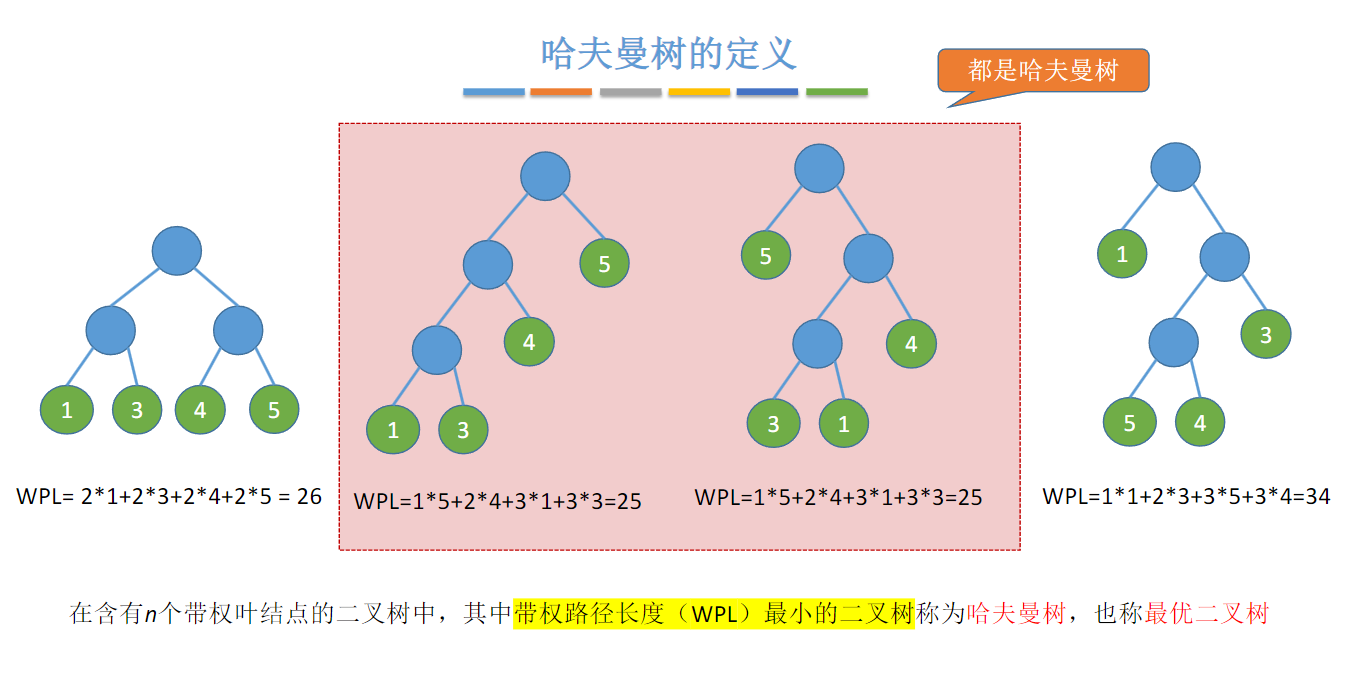 哈夫曼树的定义
都是哈夫曼树
1 3 4 5
WPL= 2*1+2*3+2*4+2*5 = 26
5
4
1 3
WPL=1*5+2*4+3*1+3*3=25
5
4
3 1
WPL=1*5+2*4+3*1+3*3=25
1
3
5 4
WPL=1*1+2*3+3*5+3*4=34
在含有n个带权叶结点的二叉树中，其中带权路径长度（WPL）最小的二叉树称为哈夫曼树，也称最优二叉树